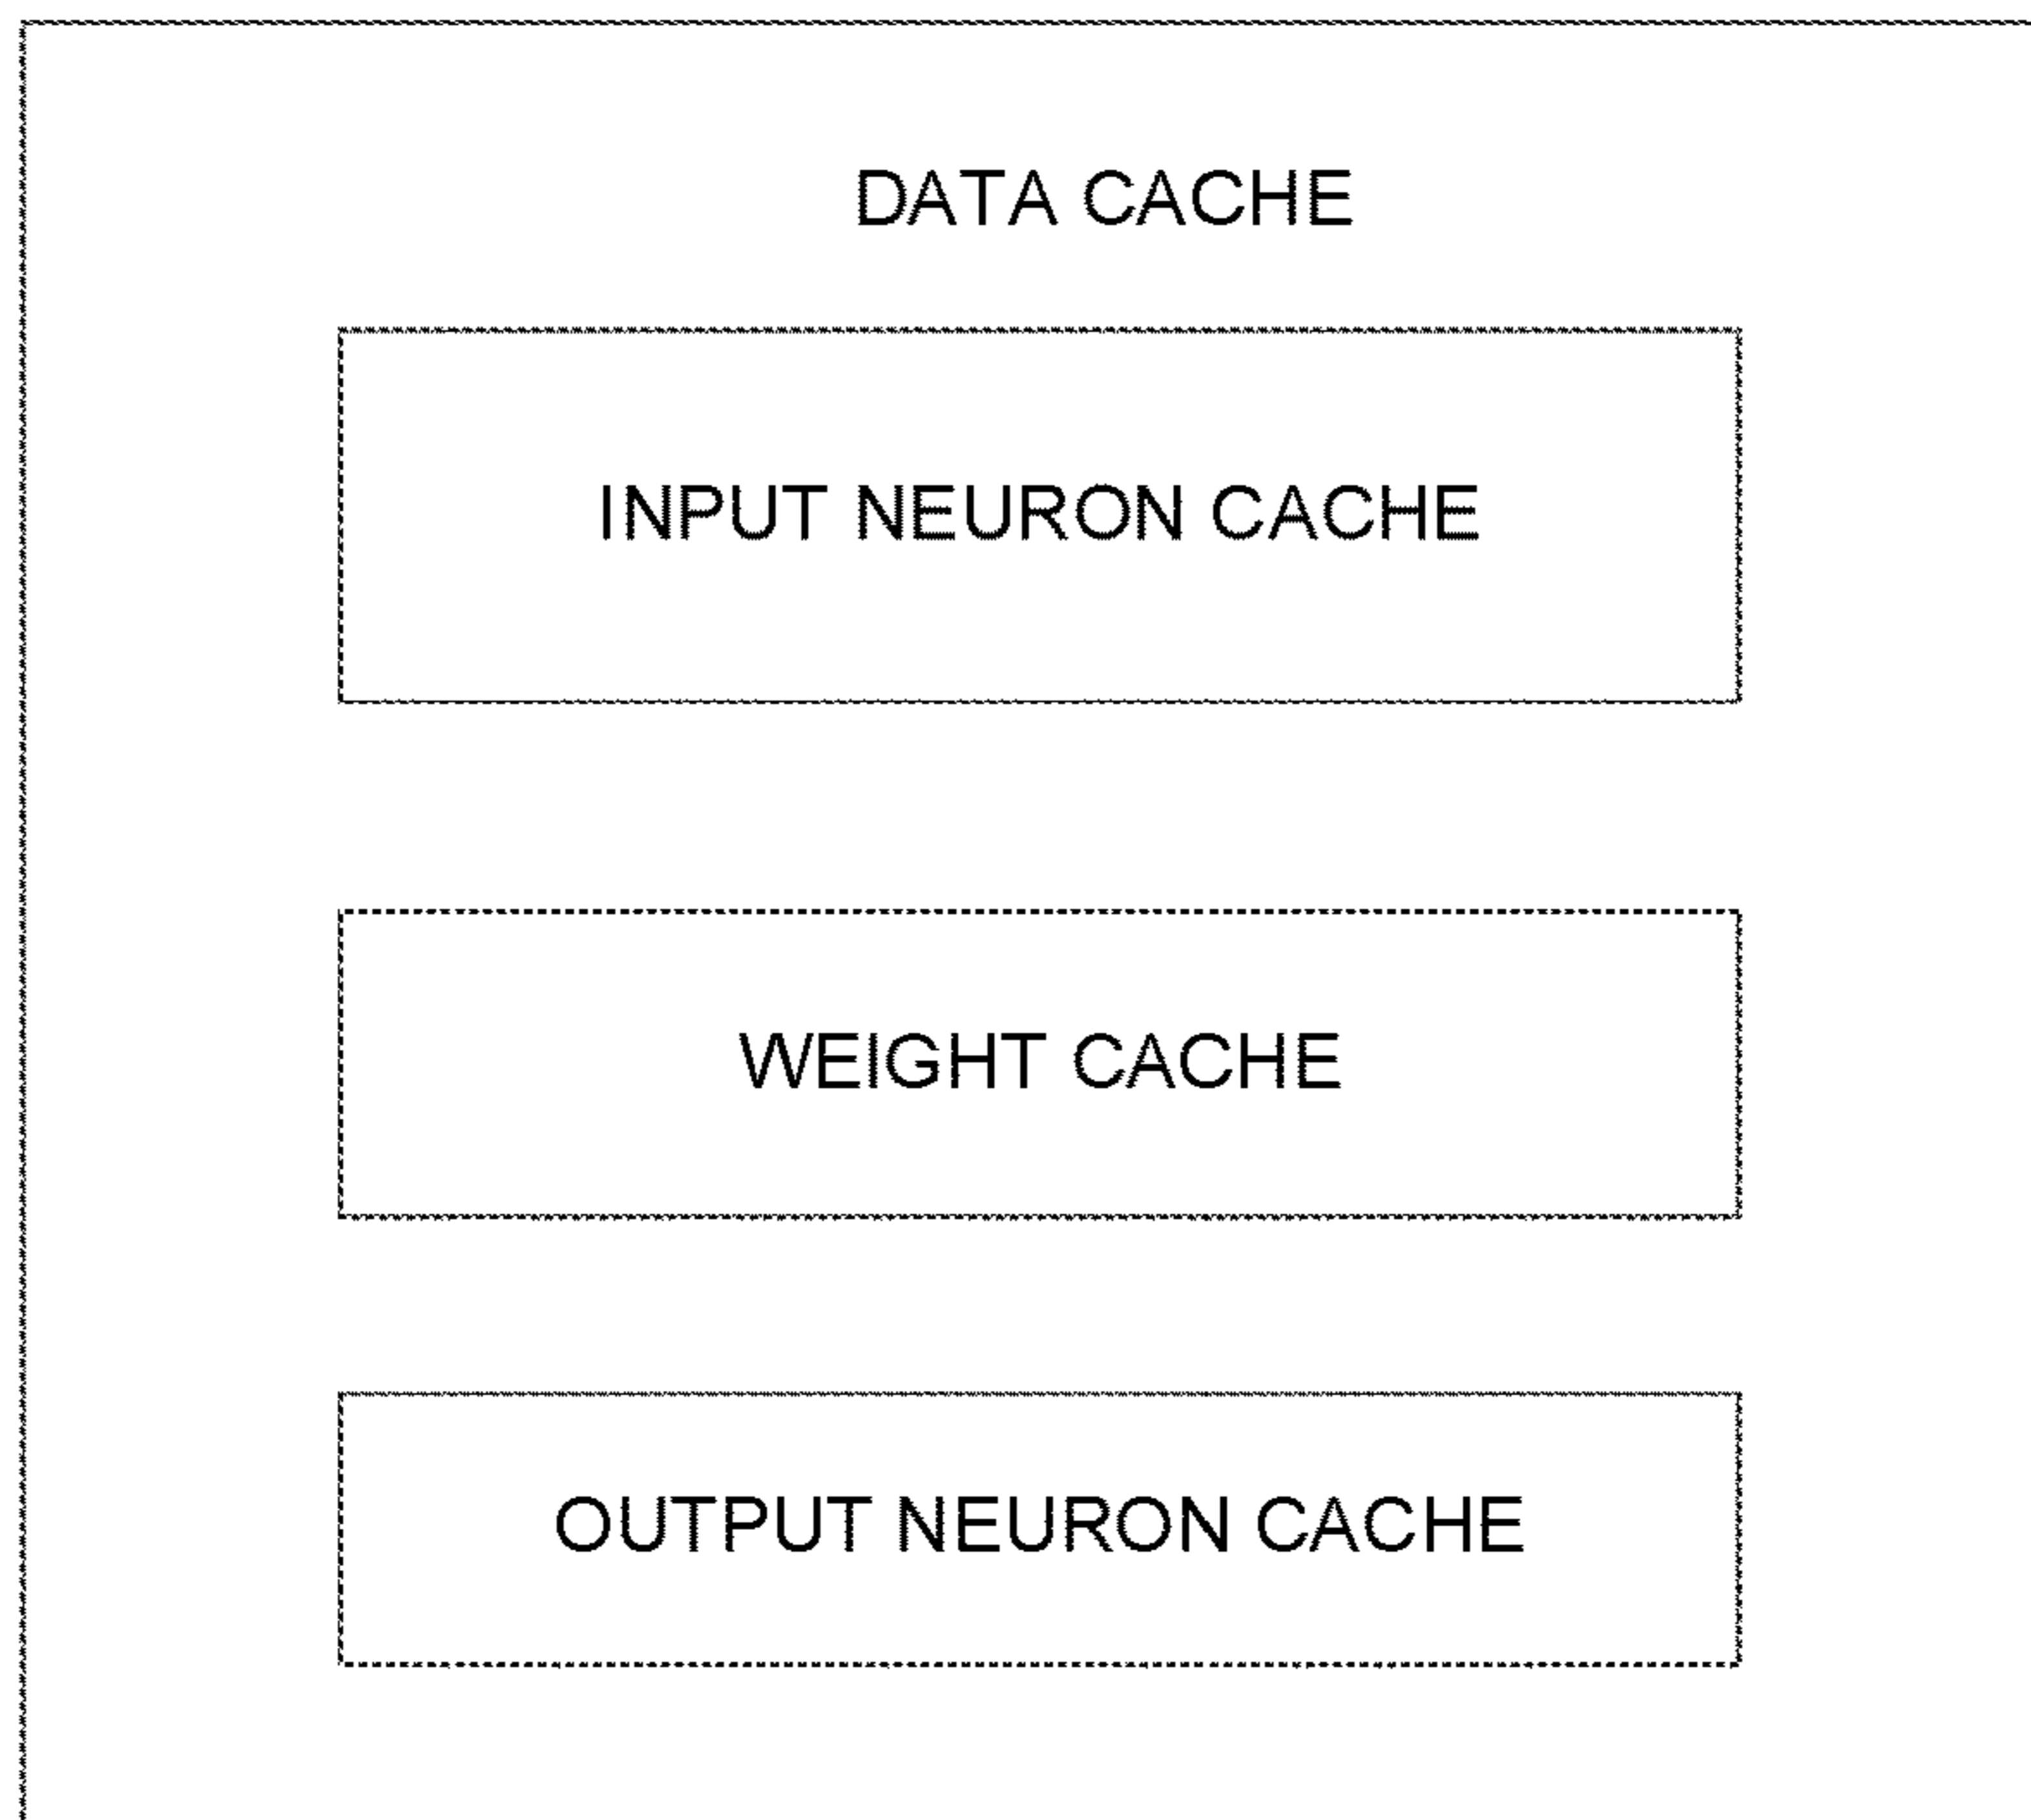 DATA CACHE
INPUT NEURON CACHE
WEIGHT CACHE
OUTPUT NEURON CACHE